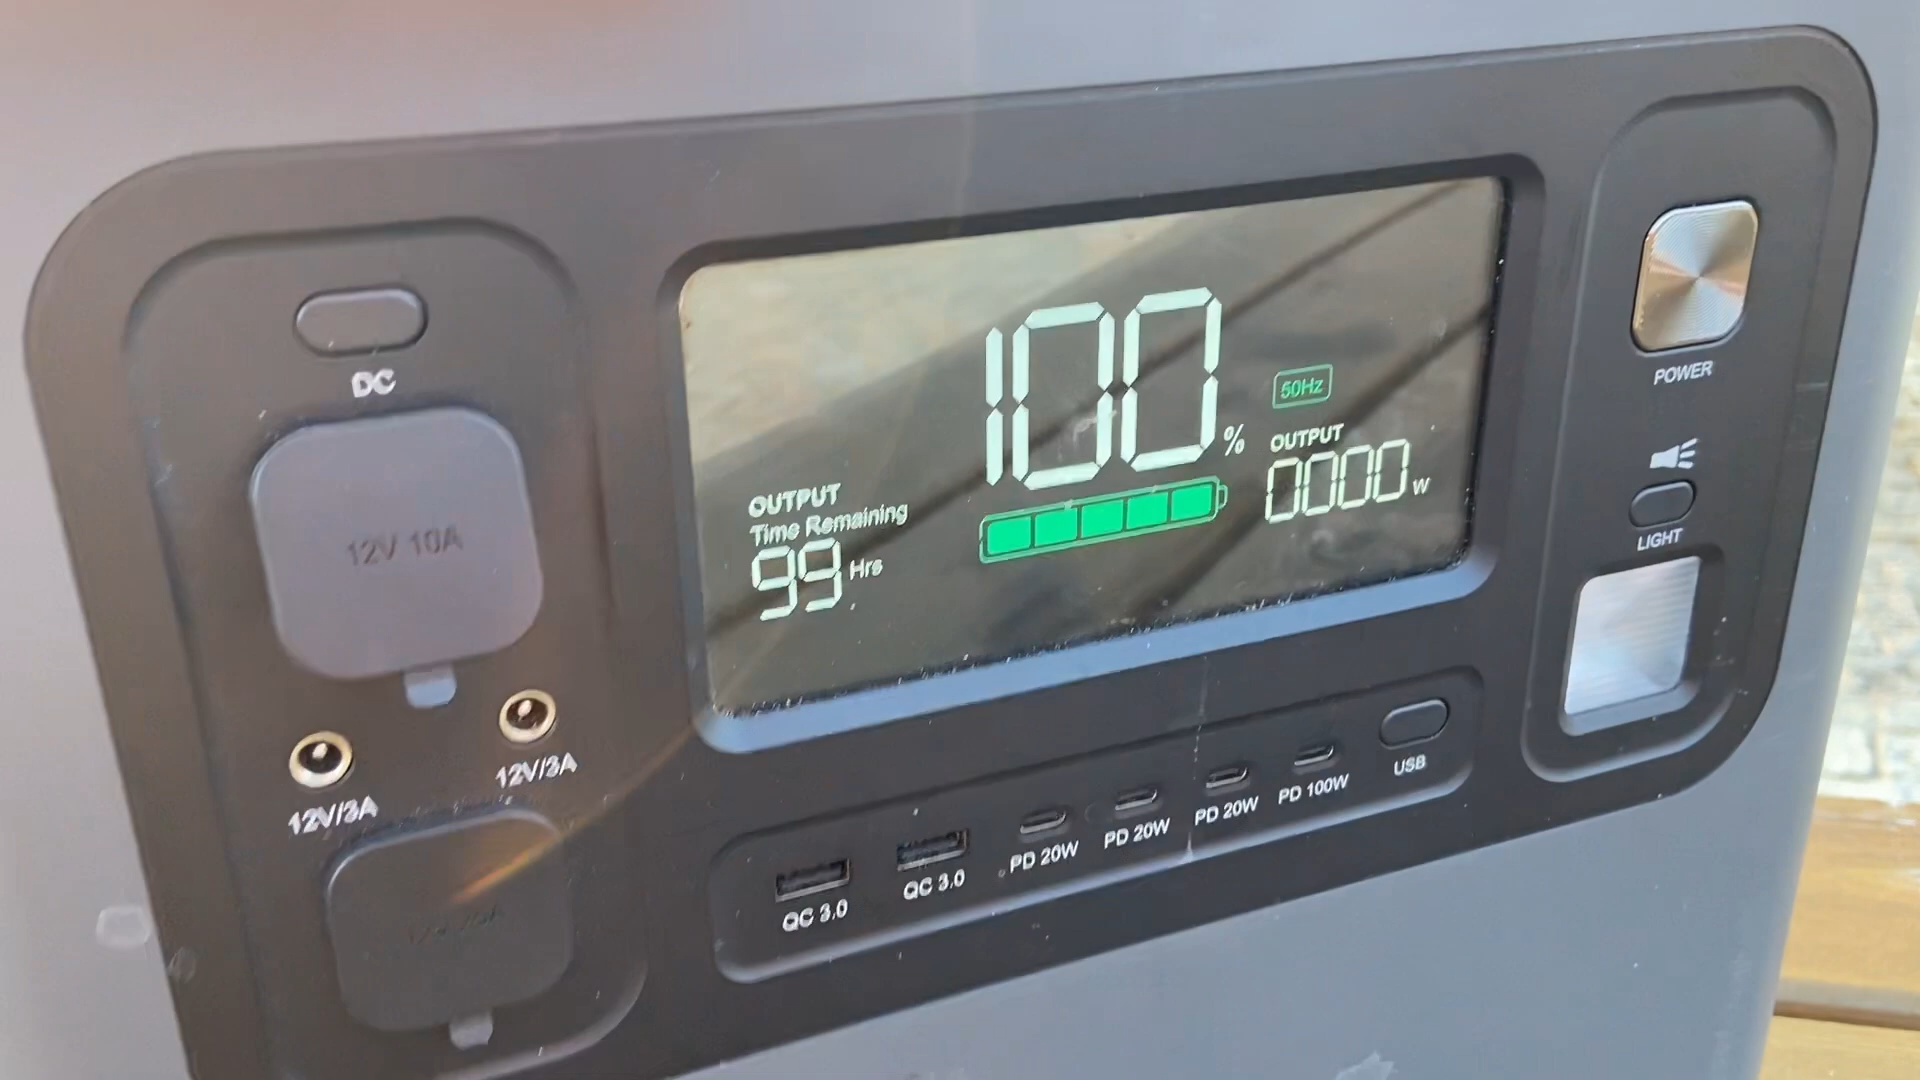 DC
12V 10A
12V/3A
12V/3A
100%
50Hz
OUTPUT
0000W
OUTPUT
Time Remaining
99 Hrs
POWER
LIGHT
QC 3.0
QC 3.0
PD 20W
PD 20W
PD 20W
PD 100W
USB